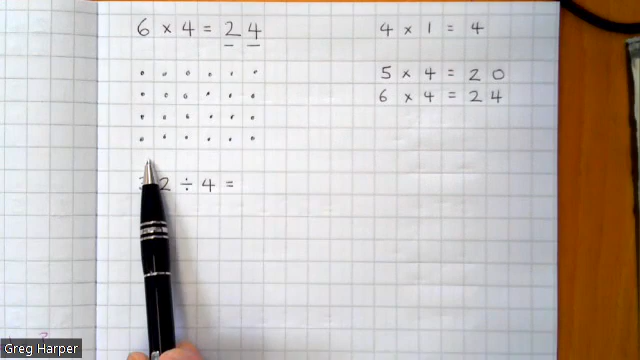 6 × 4 = 24
4 × 1 = 4
5 × 4 = 20
6 × 4 = 24
2 ÷ 4 =
Greg Harper